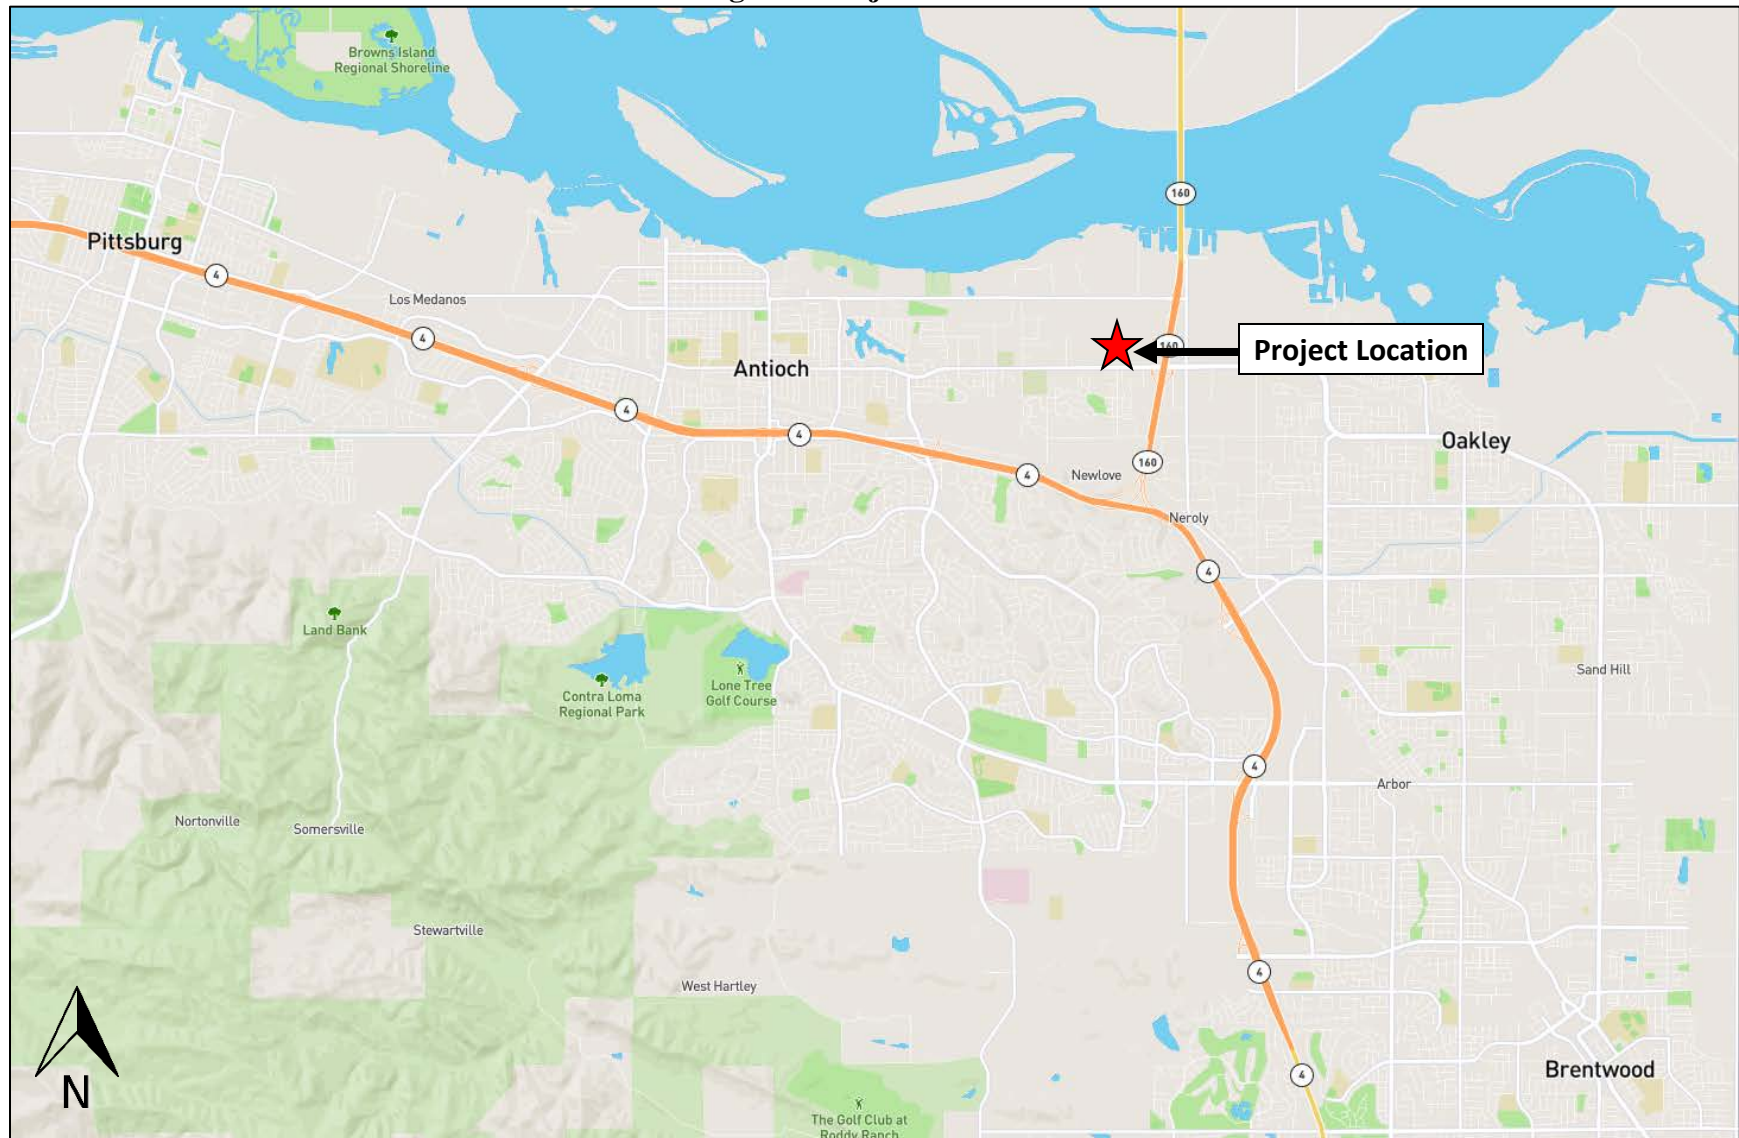 Browns Island
Regional Shoreline
160
Pittsburg
4
Los Medanos
4
160
Project Location
Antioch
4
4
Oakley
160
Newlove
4
Neroly
4
Land Bank
Contra Loma
Regional Park
Lone Tree
Golf Course
Sand Hill
4
Arbor
Nortonville
Somersville
Stewartville
4
West Hartley
N
Brentwood
4
The Golf Club at
Roddy Ranch